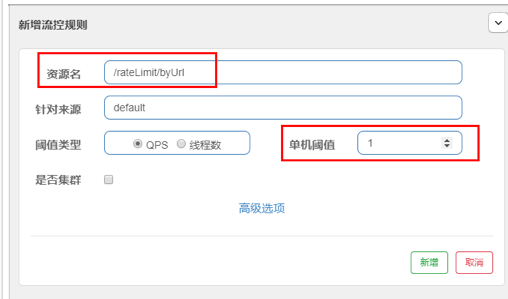 新增流控规则
资源名 /rateLimit/byUrl
针对来源 default
阈值类型 QPS 线程数 单机阈值 1
是否集群
高级选项
新增 取消